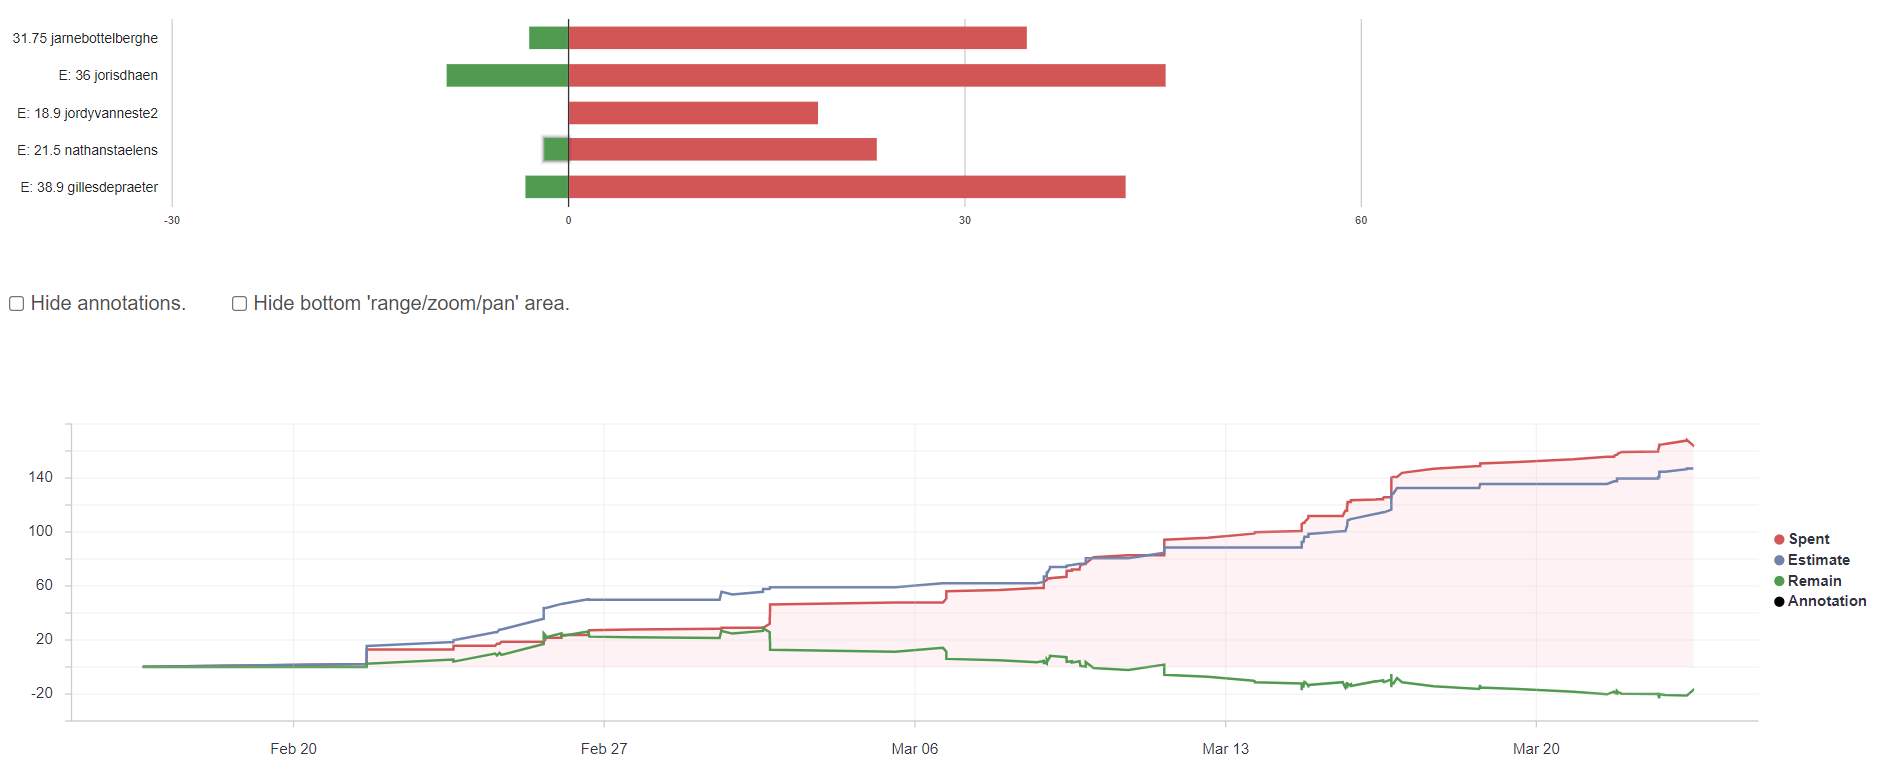 31.75 jarnebottelberghe
E: 36 jorisdhaen
E: 18.9 jordyvanneste2
E: 21.5 nathanstaelens
E: 38.9 gillesdepraeter
-30 0 30 60
Hide annotations. Hide bottom 'range/zoom/pan' area.
140
100
60
20
-20
Feb 20 Feb 27 Mar 06 Mar 13 Mar 20
Spent
Estimate
Remain
Annotation